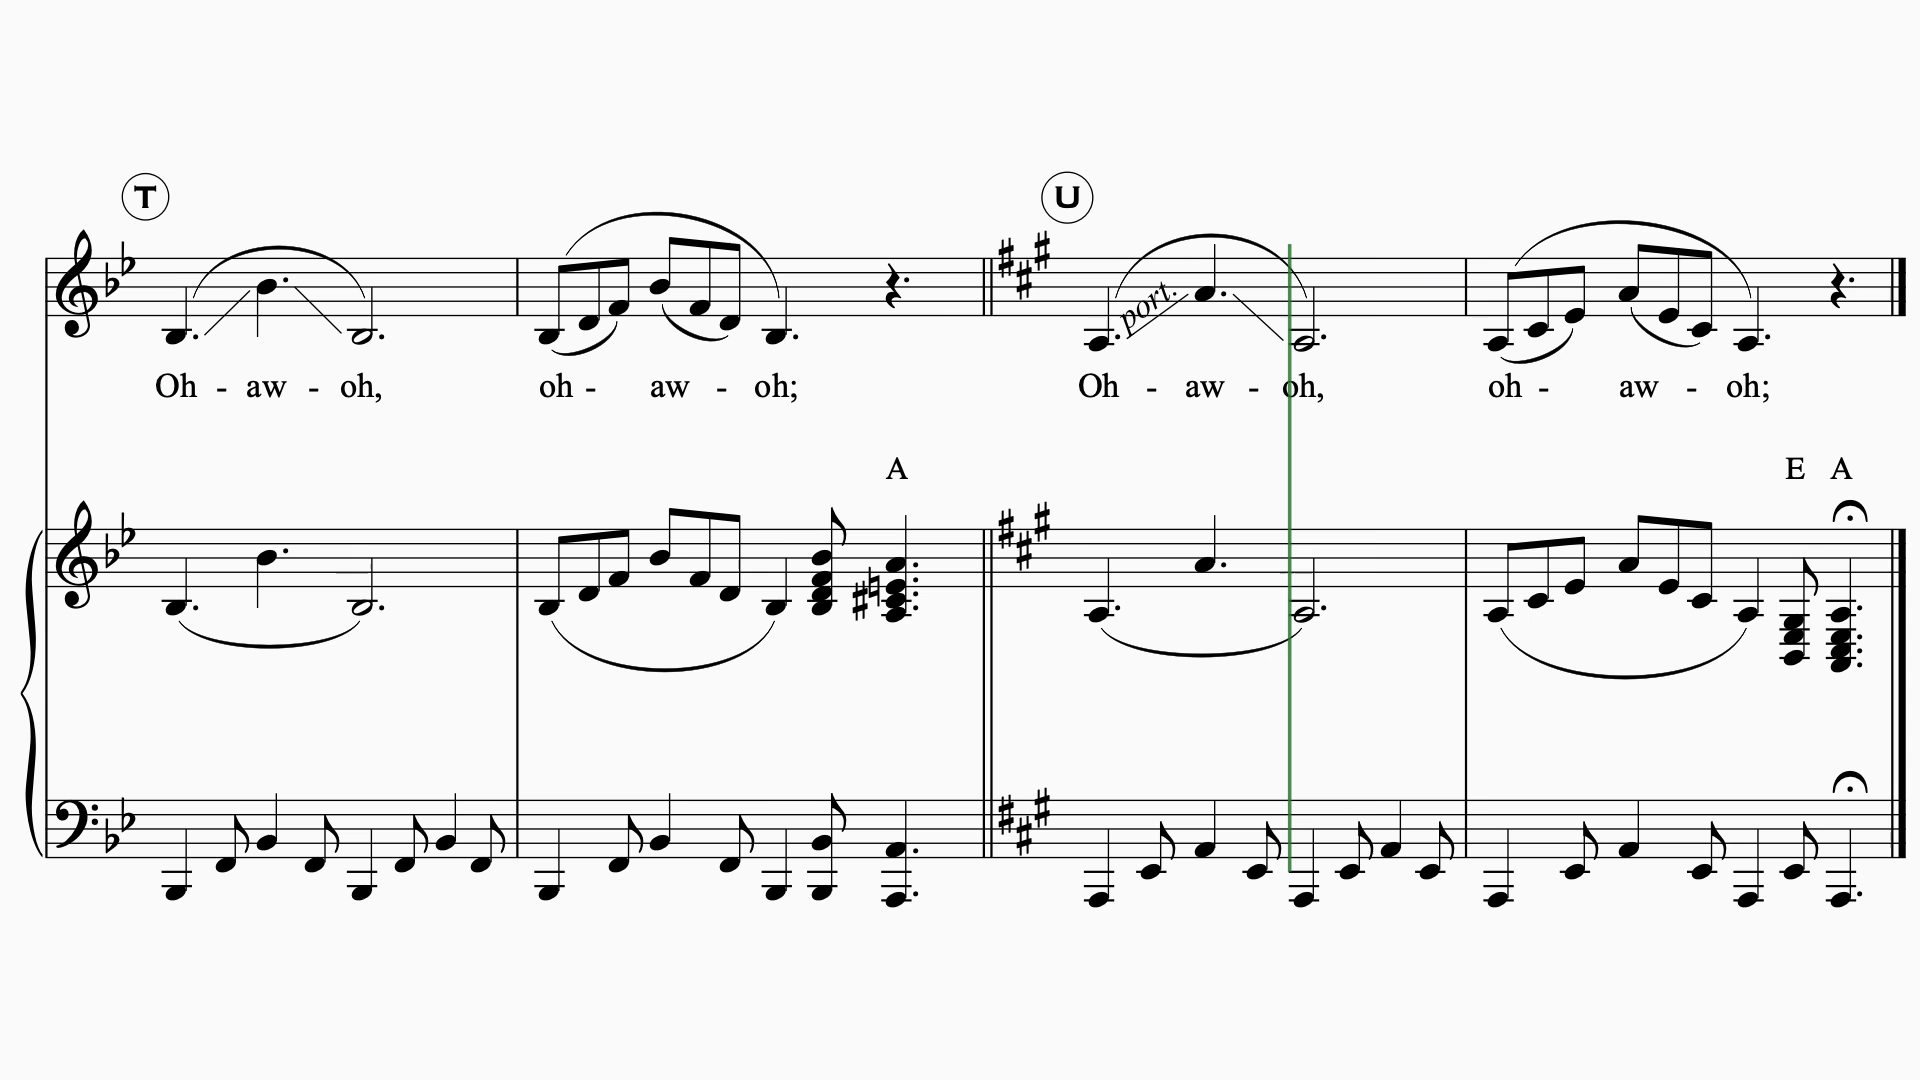 T U
port.
Oh - aw - oh, oh - aw - oh; Oh - aw - oh, oh - aw - oh;
A E A